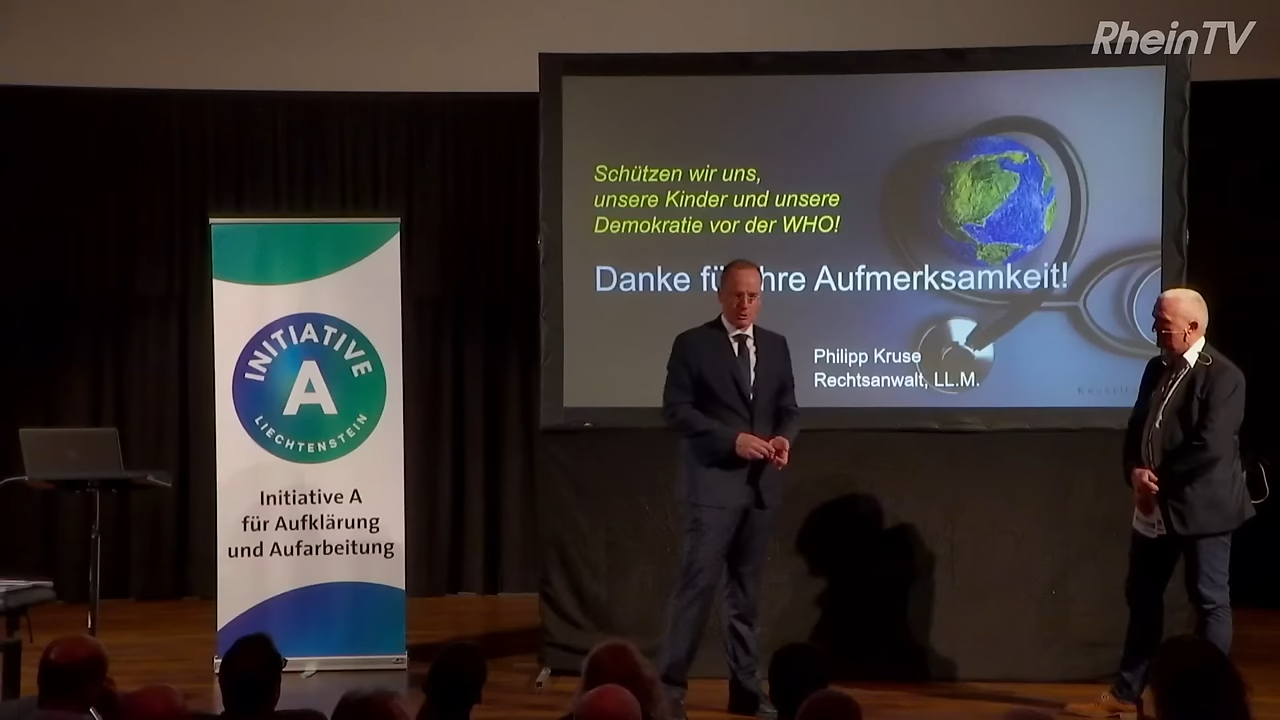 RheinTV
Schützen wir uns,
unsere Kinder und unsere
Demokratie vor der WHO!
Danke für Ihre Aufmerksamkeit!
Philipp Kruse
Rechtsanwalt, LL.M.
INITIATIVE
A
LIECHTENSTEIN
Initiative A
für Aufklärung
und Aufarbeitung